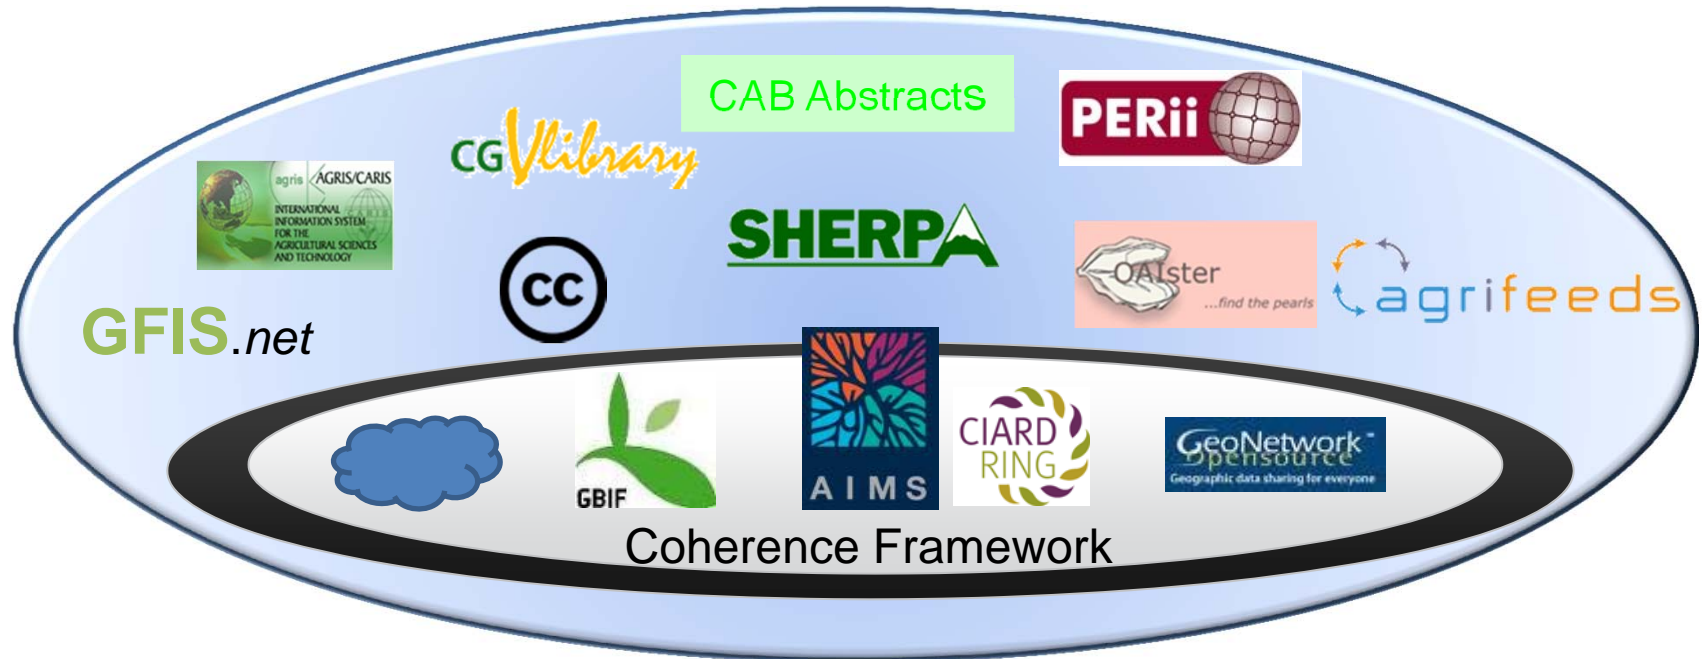 CAB Abstracts
PERii
CG Vlibrary
agris AGRIS/CARIS
INTERNATIONAL
INFORMATION SYSTEM
FOR THE
AGRICULTURAL SCIENCES
AND TECHNOLOGY
SHERPA
cc
OAIster
...find the pearls
agrifeeds
GFIS.net
GBIF
AIMS
CIARD
RING
GeoNetwork
Opensource
Geographic data sharing for everyone
Coherence Framework